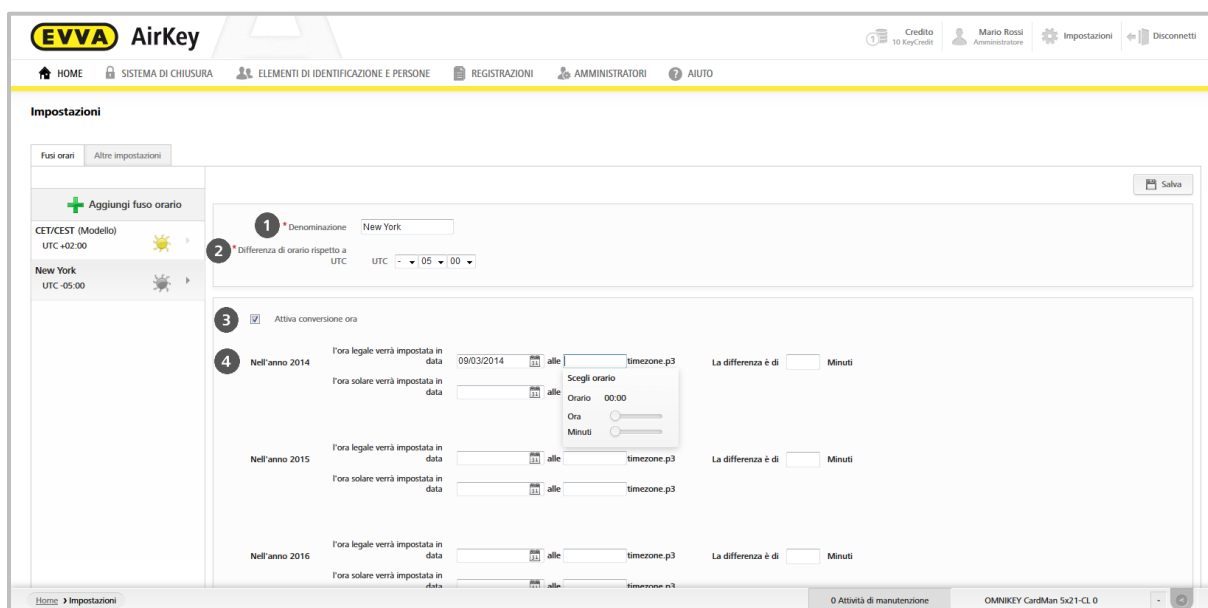 EVVA AirKey
Credito
10 KeyCredit
Mario Rossi
Amministratore
Impostazioni
Disconnetti
HOME SISTEMA DI CHIUSURA ELEMENTI DI IDENTIFICAZIONE E PERSONE REGISTRAZIONI AMMINISTRATORI AIUTO
Impostazioni
Fusi orari Altre impostazioni
Salva
Aggiungi fuso orario
CET/CEST (Modello)
UTC +02:00
New York
UTC -05:00
1 * Denominazione New York
2 * Differenza di orario rispetto a
UTC UTC - 05 00
3 Attiva conversione ora
4 Nell'anno 2014 l'ora legale verrà impostata in
data 09/03/2014 alle timezone.p3 La differenza è di Minuti
l'ora solare verrà impostata in
data alle
Scegli orario
Orario 00:00
Ora
Minuti
Nell'anno 2015 l'ora legale verrà impostata in
data alle timezone.p3 La differenza è di Minuti
l'ora solare verrà impostata in
data alle timezone.p3
Nell'anno 2016 l'ora legale verrà impostata in
data alle timezone.p3 La differenza è di Minuti
l'ora solare verrà impostata in
data alle timezone.p3
Home > Impostazioni 0 Attività di manutenzione OMNIKEY CardMan 5x21-CL 0 -